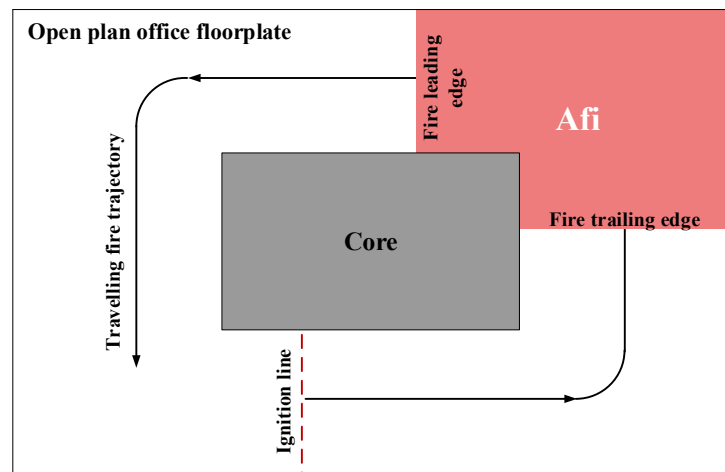 Open plan office floorplate
Fire leading
edge
Afi
Travelling fire trajectory
Core
Fire trailing edge
Ignition line